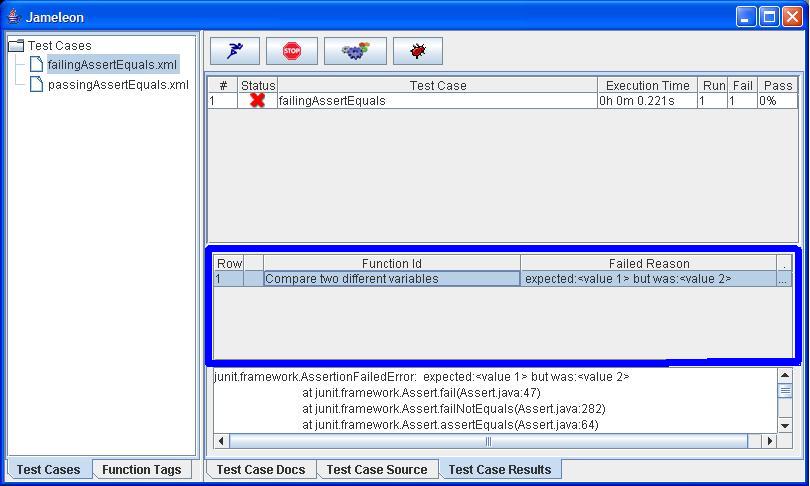 Jameleon
Test Cases
failingAssertEquals.xml
passingAssertEquals.xml
STOP
# Status Test Case Execution Time Run Fail Pass
1 failingAssertEquals 0h 0m 0.221s 1 1 0%
Row Function Id Failed Reason .
1 Compare two different variables expected:<value 1> but was:<value 2> ...
junit.framework.AssertionFailedError: expected:<value 1> but was:<value 2>
at junit.framework.Assert.fail(Assert.java:47)
at junit.framework.Assert.failNotEquals(Assert.java:282)
at junit.framework.Assert.assertEquals(Assert.java:64)
Test Cases Function Tags Test Case Docs Test Case Source Test Case Results